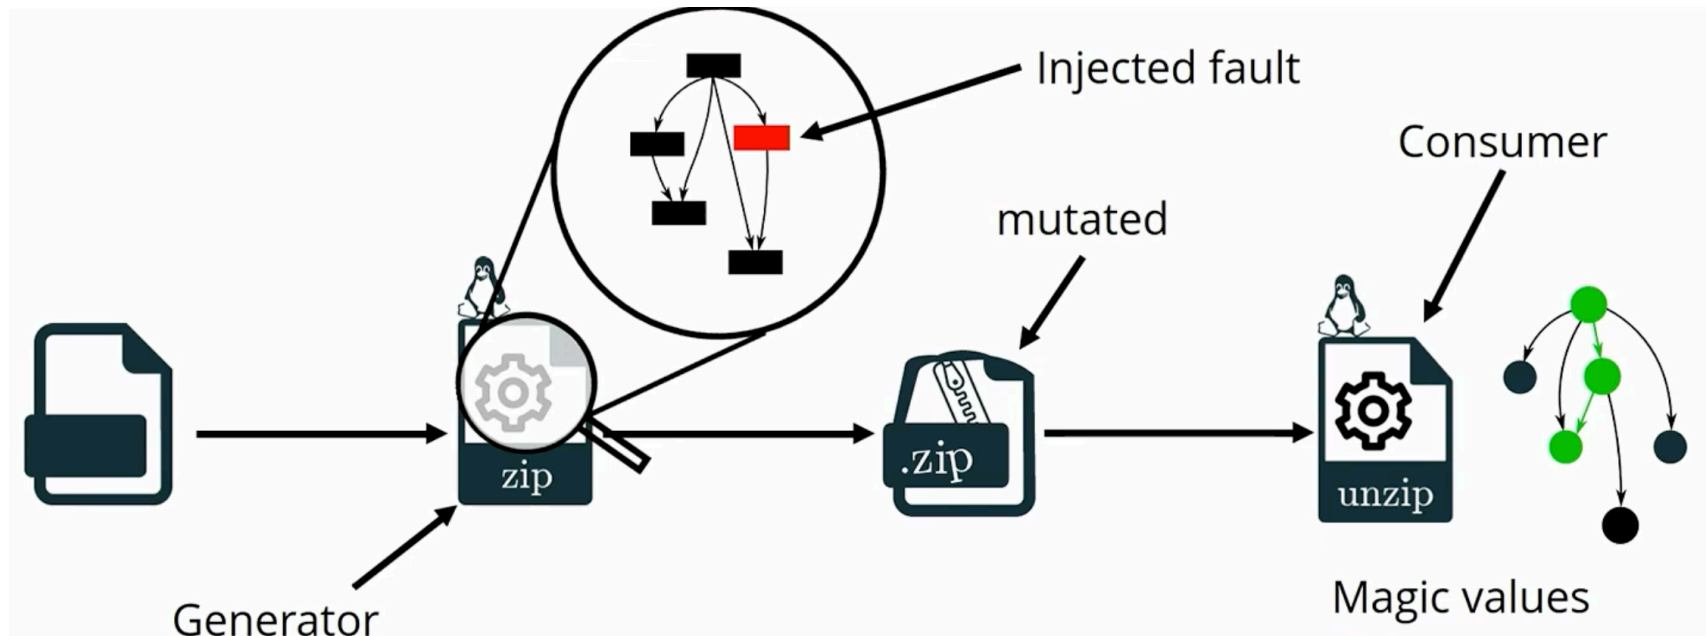 Injected fault
Consumer
mutated
zip
.zip
unzip
Generator
Magic values